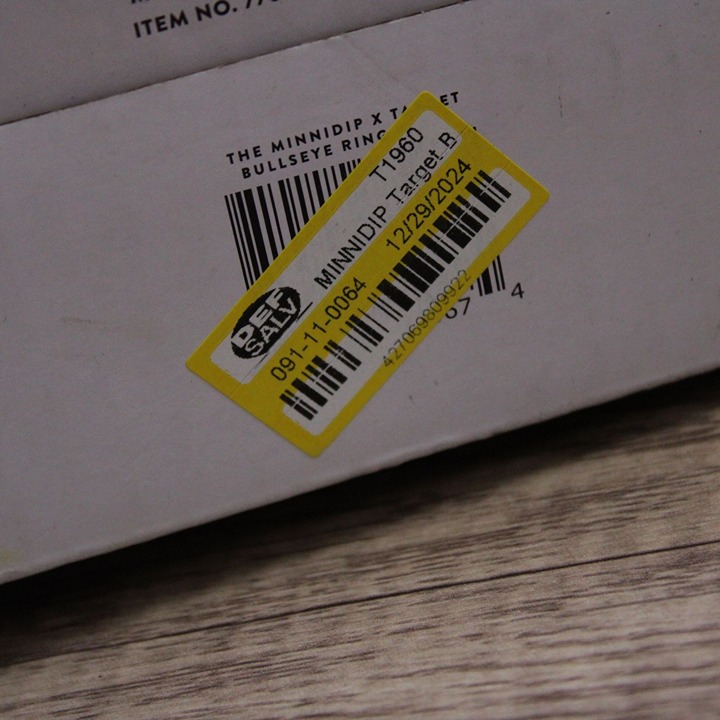 ITEM NO.
THE MINNIDIP X
BULLSEYE RING
T1960
MINNIDIP Target B
DEF
SALV
091-11-0064 12/29/2024
427069809922
67 4